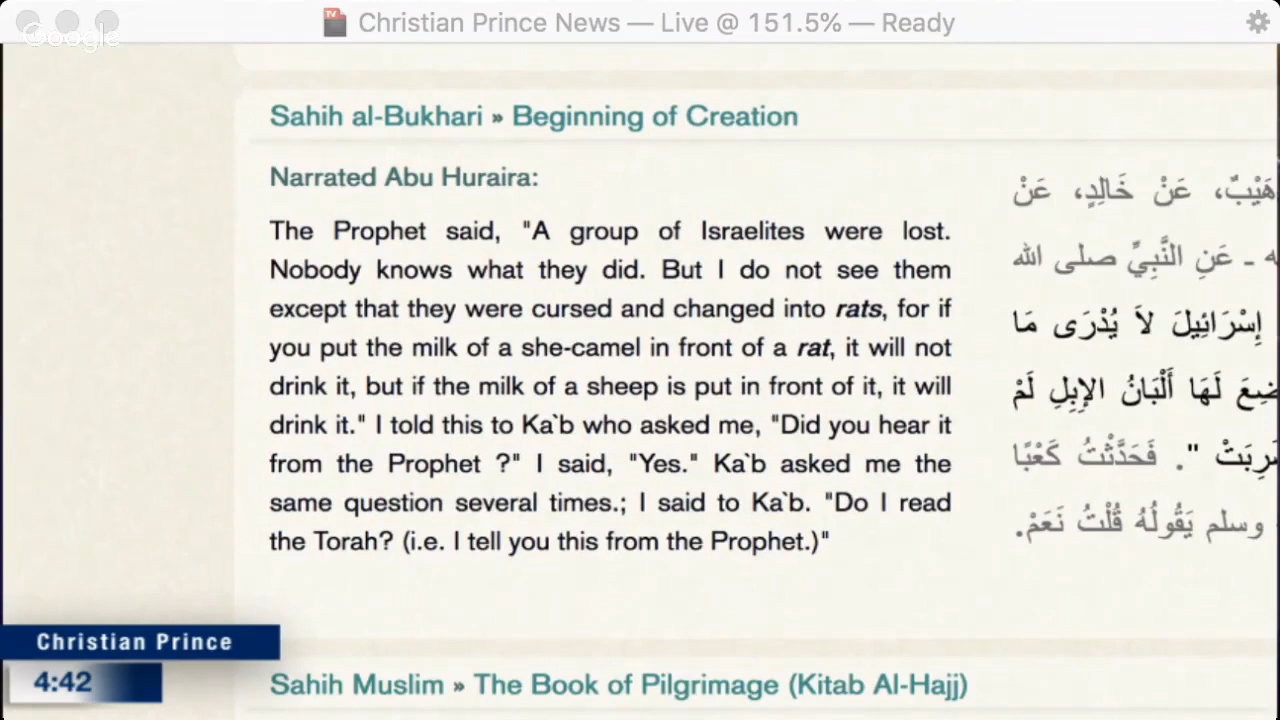 Christian Prince News — Live @ 151.5% — Ready
Google
Sahih al-Bukhari » Beginning of Creation
Narrated Abu Huraira:
The Prophet said, "A group of Israelites were lost.
Nobody knows what they did. But I do not see them
except that they were cursed and changed into rats, for if
you put the milk of a she-camel in front of a rat, it will not
drink it, but if the milk of a sheep is put in front of it, it will
drink it." I told this to Ka`b who asked me, "Did you hear it
from the Prophet ?" I said, "Yes." Ka`b asked me the
same question several times.; I said to Ka`b. "Do I read
the Torah? (i.e. I tell you this from the Prophet.)"
عَنْ خَالِدٍ، عَنْ
ـ عَنِ النَّبِيِّ صلى الله
إِسْرَائِيلَ لاَ يُدْرَى مَا
لَهَا أَلْبَانُ الإِبِلِ لَمْ
‏"‏‏.‏ فَحَدَّثْتُ كَعْبًا
وسلم يَقُولُهُ قُلْتُ نَعَمْ‏.‏
Christian Prince
4:42
Sahih Muslim » The Book of Pilgrimage (Kitab Al-Hajj)